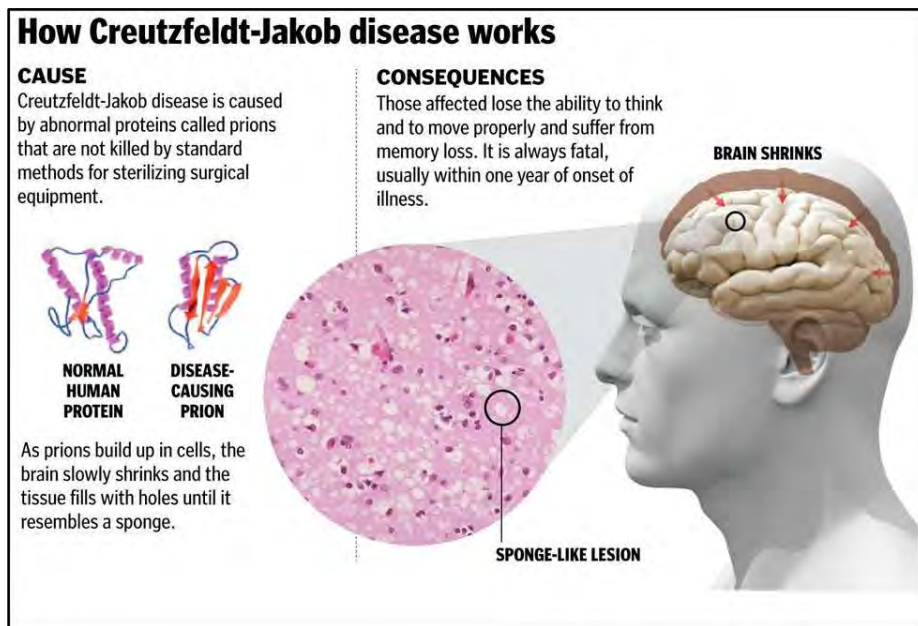 How Creutzfeldt-Jakob disease works
CAUSE
Creutzfeldt-Jakob disease is caused
by abnormal proteins called prions
that are not killed by standard
methods for sterilizing surgical
equipment.
NORMAL
HUMAN
PROTEIN
DISEASE-
CAUSING
PRION
As prions build up in cells, the
brain slowly shrinks and the
tissue fills with holes until it
resembles a sponge.
CONSEQUENCES
Those affected lose the ability to think
and to move properly and suffer from
memory loss. It is always fatal,
usually within one year of onset of
illness.
BRAIN SHRINKS
SPONGE-LIKE LESION